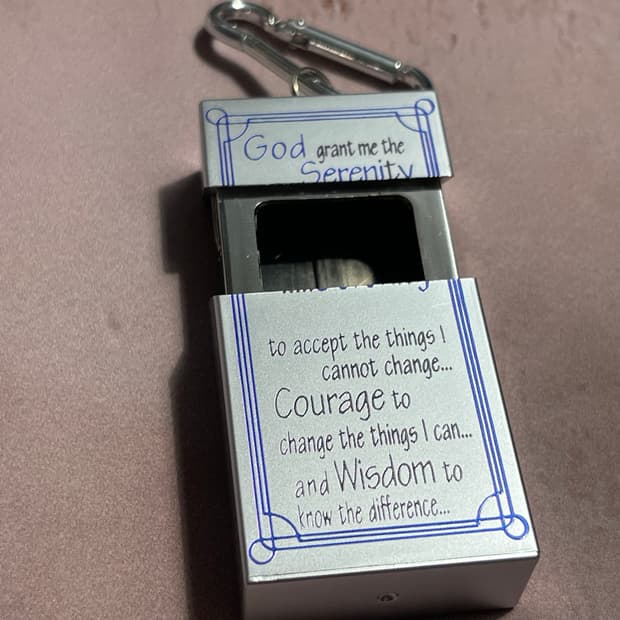 God grant me the
Serenity
to accept the things I
cannot change...
Courage to
change the things I can...
and Wisdom to
know the difference...